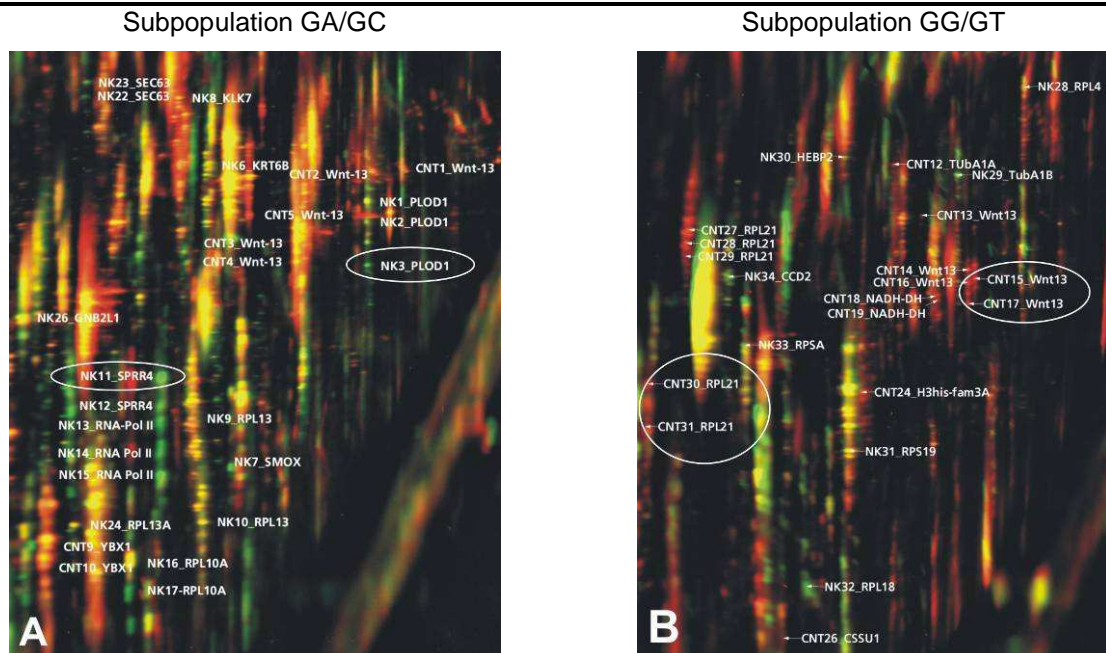 Subpopulation GA/GC
Subpopulation GG/GT
NK23_SEC63
NK22_SEC63
NK8_KLK7
NK6_KRT6B
CNT2_Wnt-13
CNT1_Wnt-13
NK1_PLOD1
CNT5_Wnt-13
NK2_PLOD1
CNT3_Wnt-13
CNT4_Wnt-13
NK3_PLOD1
NK26_GNB2L1
NK11_SPRR4
NK12_SPRR4
NK9_RPL13
NK13_RNA-Pol II
NK14_RNA Pol II
NK7_SMOX
NK15_RNA Pol II
NK24_RPL13A
NK10_RPL13
CNT9_YBX1
CNT10_YBX1
NK16_RPL10A
NK17-RPL10A
A
NK28_RPL4
NK30_HEBP2
CNT12_TUbA1A
NK29_TubA1B
CNT13_Wnt13
CNT27_RPL21
CNT28_RPL21
CNT29_RPL21
CNT14_Wnt13
NK34_CCD2
CNT16_Wnt13
CNT15_Wnt13
CNT18_NADH-DH
CNT17_Wnt13
CNT19_NADH-DH
NK33_RPSA
CNT30_RPL21
CNT24_H3his-fam3A
CNT31_RPL21
NK31_RPS19
NK32_RPL18
CNT26_CSSU1
B